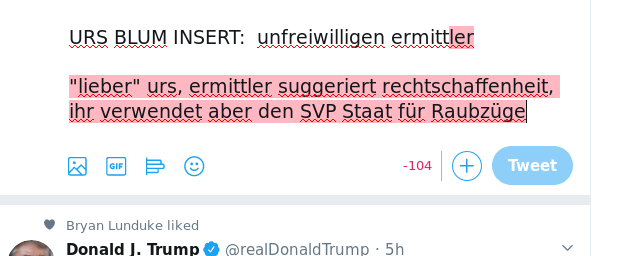 URS BLUM INSERT:  unfreiwilligen ermittler
"lieber" urs, ermittler suggeriert rechtschaffenheit,
ihr verwendet aber den SVP Staat für Raubzüge
GIF
-104
Tweet
Bryan Lunduke liked
Donald J. Trump @realDonaldTrump · 5h